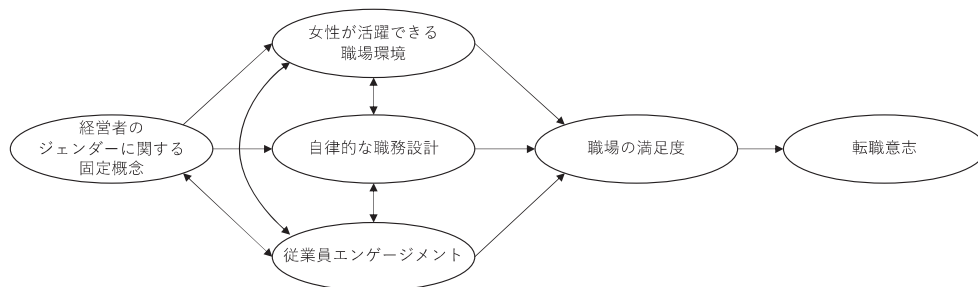 女性が活躍できる
職場環境
経営者の
ジェンダーに関する
固定概念
自律的な職務設計
職場の満足度
転職意志
従業員エンゲージメント